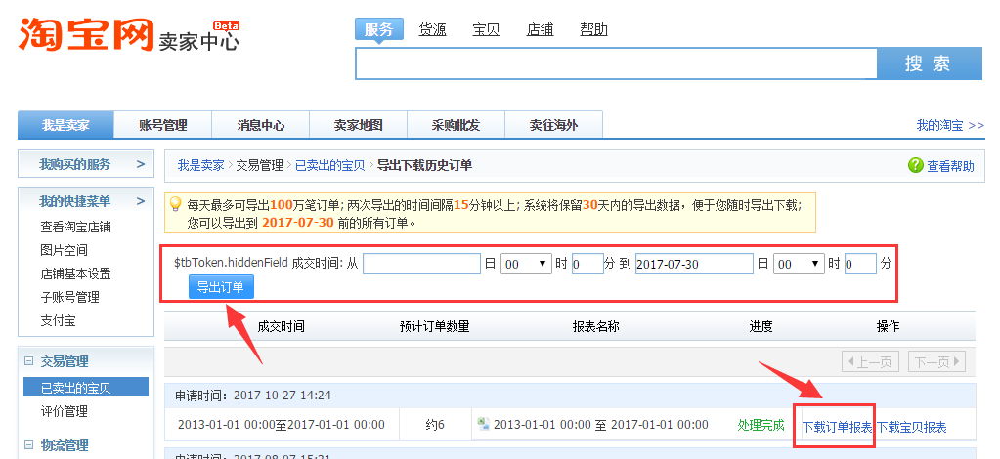 淘宝网 卖家中心 Beta
服务 货源 宝贝 店铺 帮助
搜 索
我是卖家 账号管理 消息中心 卖家地图 采购批发 卖往海外 我的淘宝 >>
我购买的服务 >
我是卖家 > 交易管理 > 已卖出的宝贝 > 导出下载历史订单 ? 查看帮助
我的快捷菜单 >
查看淘宝店铺
图片空间
店铺基本设置
子账号管理
支付宝
每天最多可导出100万笔订单; 两次导出的时间间隔15分钟以上; 系统将保留30天内的导出数据，便于您随时导出下载;
您可以导出到 2017-07-30 前的所有订单。
$tbToken.hiddenField 成交时间: 从 日 00 时 0 分 到 2017-07-30 日 00 时 0 分
导出订单
成交时间 预计订单数量 报表名称 进度 操作
上一页 下一页
交易管理
已卖出的宝贝
评价管理
物流管理
申请时间：2017-10-27 14:24
2013-01-01 00:00至2017-01-01 00:00 约6 2013-01-01 00:00 至 2017-01-01 00:00 处理完成 下载订单报表 下载宝贝报表